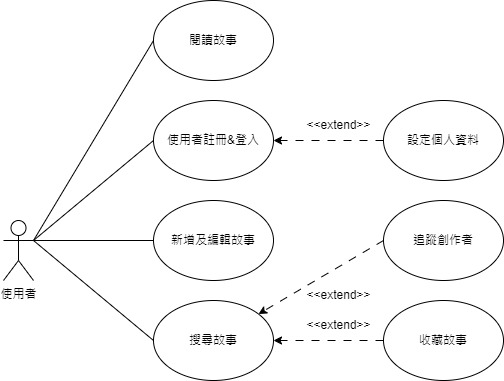 閱讀故事
<<extend>>
使用者註冊&登入
設定個人資料
新增及編輯故事
追蹤創作者
使用者
<<extend>>
<<extend>>
搜尋故事
收藏故事